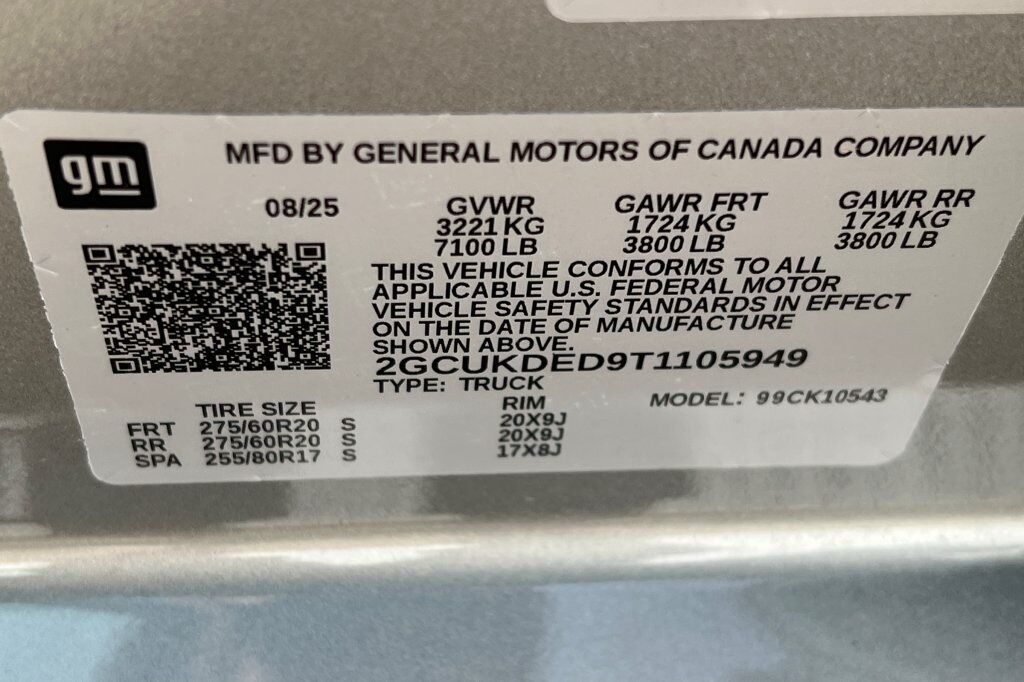 gm
MFD BY GENERAL MOTORS OF CANADA COMPANY
08/25 GVWR GAWR FRT GAWR RR
3221 KG 1724 KG 1724 KG
7100 LB 3800 LB 3800 LB
THIS VEHICLE CONFORMS TO ALL
APPLICABLE U.S. FEDERAL MOTOR
VEHICLE SAFETY STANDARDS IN EFFECT
ON THE DATE OF MANUFACTURE
SHOWN ABOVE.
2GCUKDED9T1105949
TYPE: TRUCK
TIRE SIZE RIM MODEL: 99CK10543
FRT 275/60R20 S 20X9J
RR 275/60R20 S 20X9J
SPA 255/80R17 S 17X8J